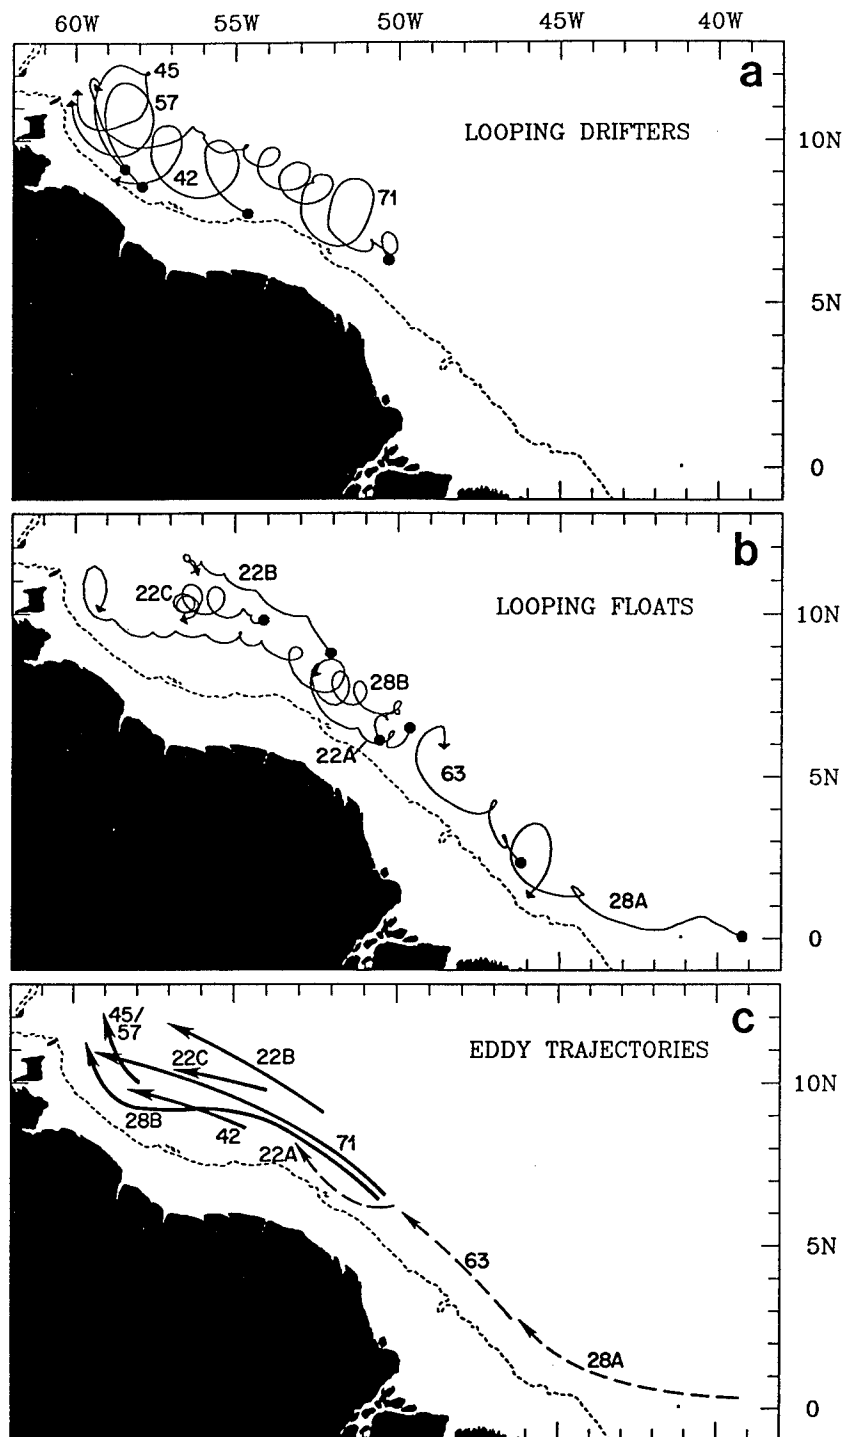 60W 55W 50W 45W 40W
a
45
57
LOOPING DRIFTERS
10N
42
71
5N
0
b
22B
22C
LOOPING FLOATS
10N
28B
22A
63
5N
28A
0
c
45/
57
EDDY TRAJECTORIES
22C
22B
10N
28B
42
71
22A
63
5N
28A
0